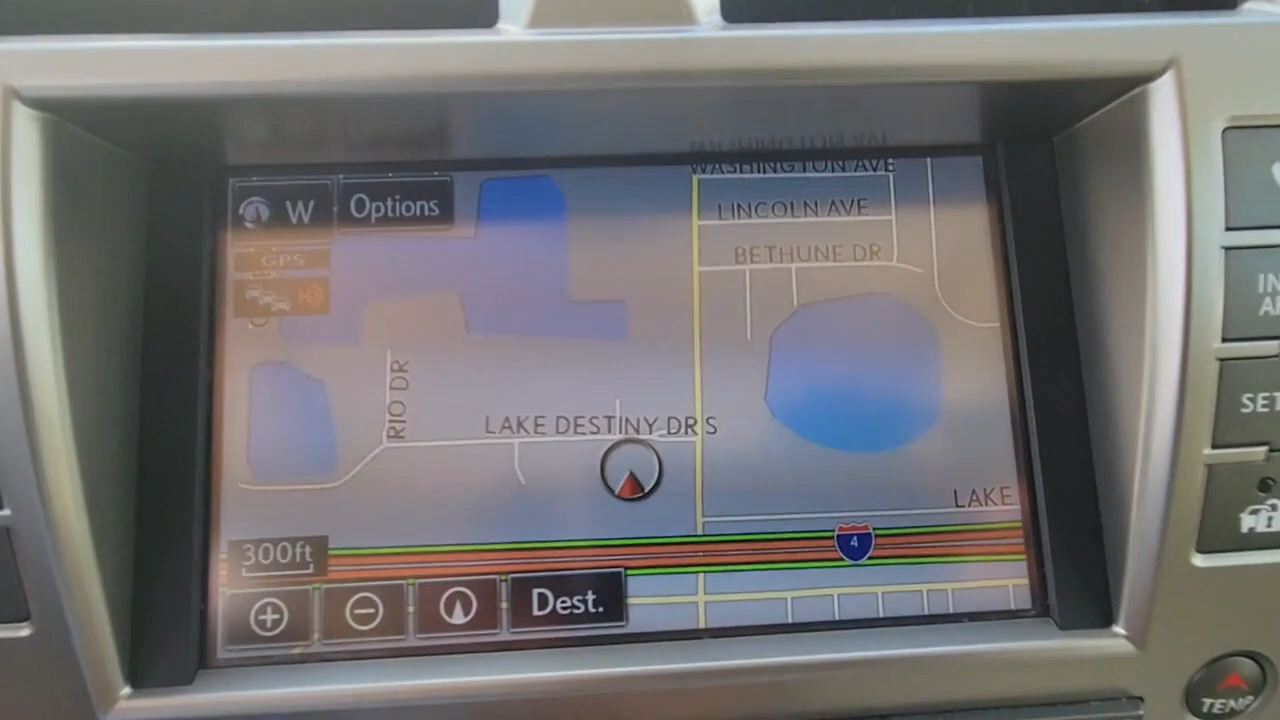 WASHINGTON AVE
W
Options
LINCOLN AVE
GPS
BETHUNE DR
RIO DR
LAKE DESTINY DR S
SET
LAKE
4
300ft
Dest.
TEMP